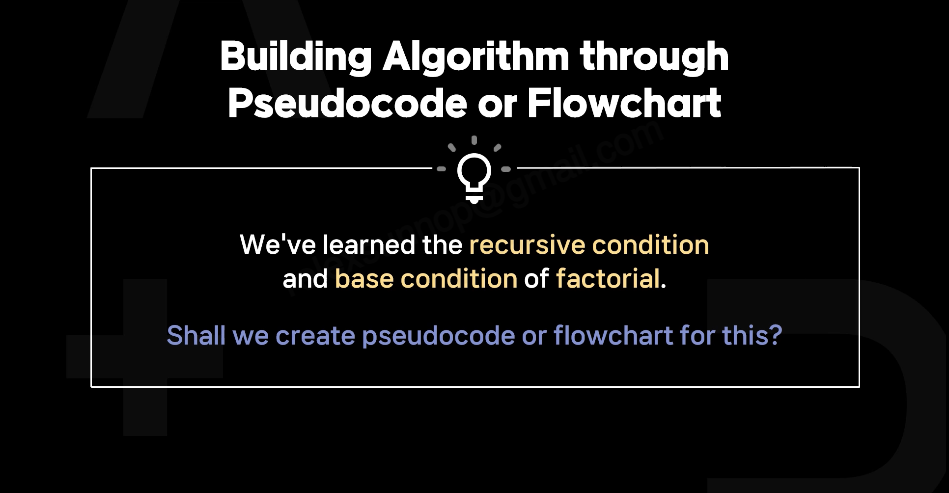 Building Algorithm through
Pseudocode or Flowchart
We've learned the recursive condition
and base condition of factorial.
Shall we create pseudocode or flowchart for this?